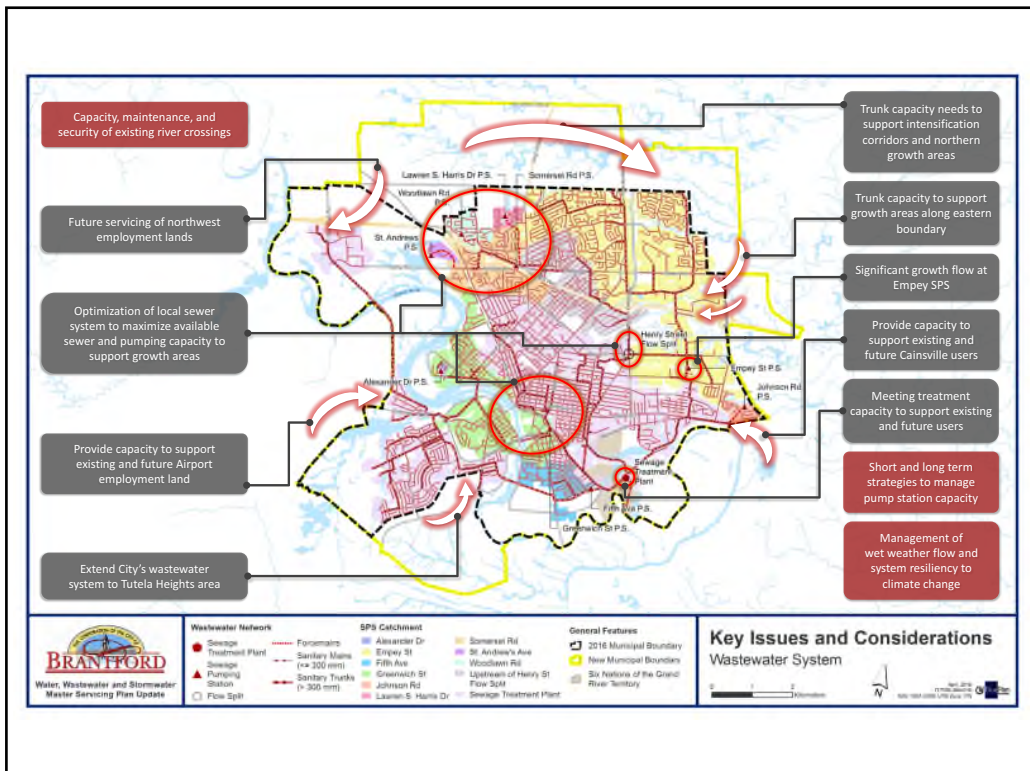 Capacity, maintenance, and
security of existing river crossings
Future servicing of northwest
employment lands
Optimization of local sewer
system to maximize available
sewer and pumping capacity to
support growth areas
Provide capacity to support
existing and future Airport
employment land
Extend City's wastewater
system to Tutela Heights area
Lawren S. Harris Dr P.S.
Somerset Rd P.S.
Woodlawn Rd
P.S.
St. Andrews
P.S.
Henry Street
Flow Split
Empey St P.S.
Johnson Rd
P.S.
Alexander Dr P.S.
Sewage
Treatment
Plant
Fifth Ave P.S.
Greenwich St P.S.
Trunk capacity needs to
support intensification
corridors and northern
growth areas
Trunk capacity to support
growth areas along eastern
boundary
Significant growth flow at
Empey SPS
Provide capacity to
support existing and
future Cainsville users
Meeting treatment
capacity to support existing
and future users
Short and long term
strategies to manage
pump station capacity
Management of
wet weather flow and
system resiliency to
climate change
THE CORPORATION OF THE CITY OF
BRANTFORD
Water, Wastewater and Stormwater
Master Servicing Plan Update
Wastewater Network
Sewage
Treatment Plant
Sewage
Pumping
Station
Flow Split
Forcemains
Sanitary Mains
(<= 300 mm)
Sanitary Trunks
(> 300 mm)
SPS Catchment
Alexander Dr
Empey St
Fifth Ave
Greenwich St
Johnson Rd
Lawren S. Harris Dr
Somerset Rd
St. Andrew's Ave
Woodlawn Rd
Upstream of Henry St
Flow Split
Sewage Treatment Plant
General Features
2016 Municipal Boundary
New Municipal Boundary
Six Nations of the Grand
River Territory
Key Issues and Considerations
Wastewater System
0 1 2
Kilometers
N